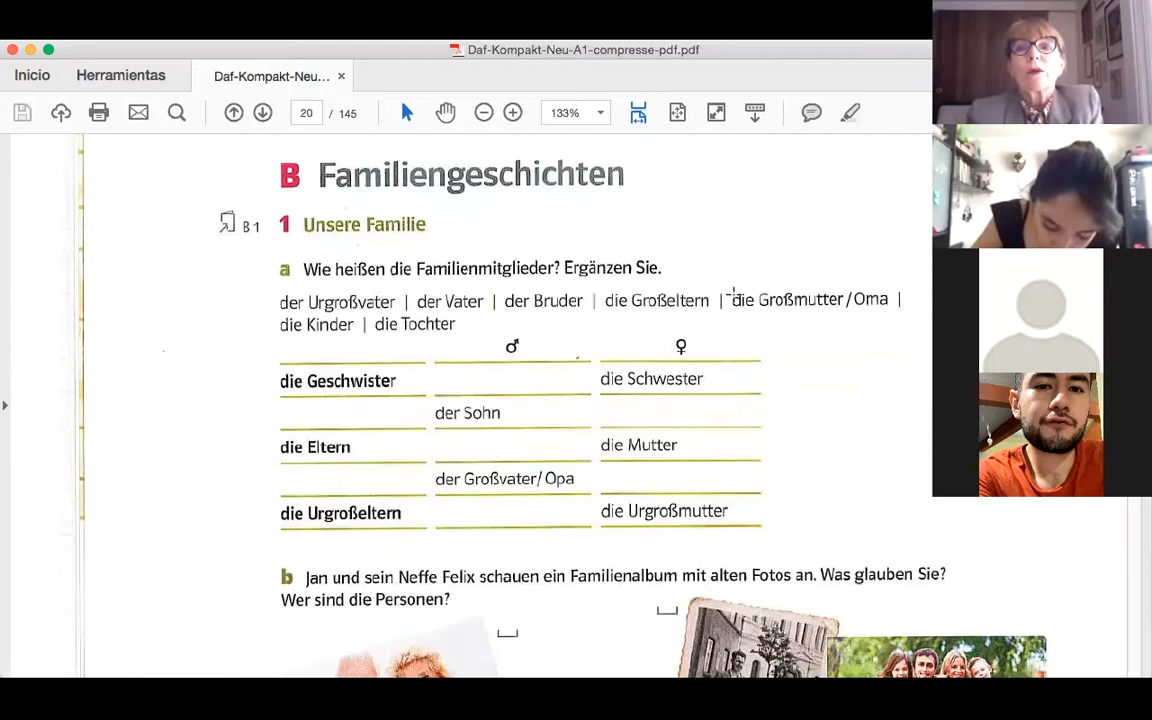 Daf-Kompakt-Neu-A1-compresse-pdf.pdf
Inicio Herramientas Daf-Kompakt-Neu... ×
20 / 145 133%
B Familiengeschichten
B 1 1 Unsere Familie
a Wie heißen die Familienmitglieder? Ergänzen Sie.
der Urgroßvater | der Vater | der Bruder | die Großeltern | die Großmutter/Oma |
die Kinder | die Tochter
♂ ♀
die Geschwister die Schwester
der Sohn
die Eltern die Mutter
der Großvater/Opa
die Urgroßeltern die Urgroßmutter
b Jan und sein Neffe Felix schauen ein Familienalbum mit alten Fotos an. Was glauben Sie?
Wer sind die Personen?